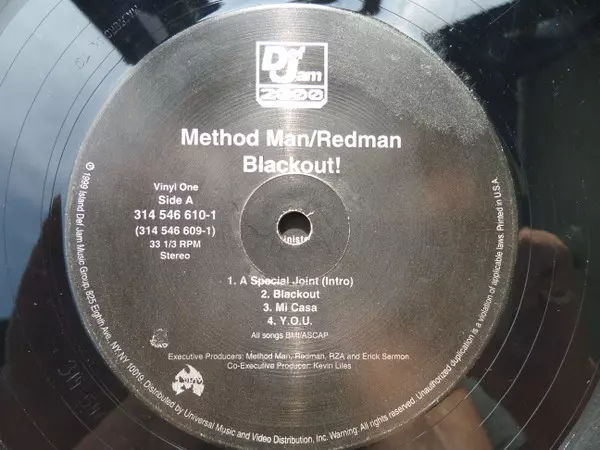 Def
Jam
2000
Method Man/Redman
Blackout!
Vinyl One
Side A
314 546 610-1
(314 546 609-1)
33 1/3 RPM
Stereo
1. A Special Joint (Intro)
2. Blackout
3. Mi Casa
4. Y.O.U.
All songs BMI/ASCAP
Executive Producers: Method Man, Redman, RZA and Erick Sermon
Co-Executive Producer: Kevin Liles
℗ 1999 Island Def Jam Music Group, 825 Eighth Ave, NY, NY 10019. Distributed by Universal Music and Video Distribution, Inc. Warning. All rights reserved. Unauthorized duplication is a violation of applicable laws. Printed in U.S.A.